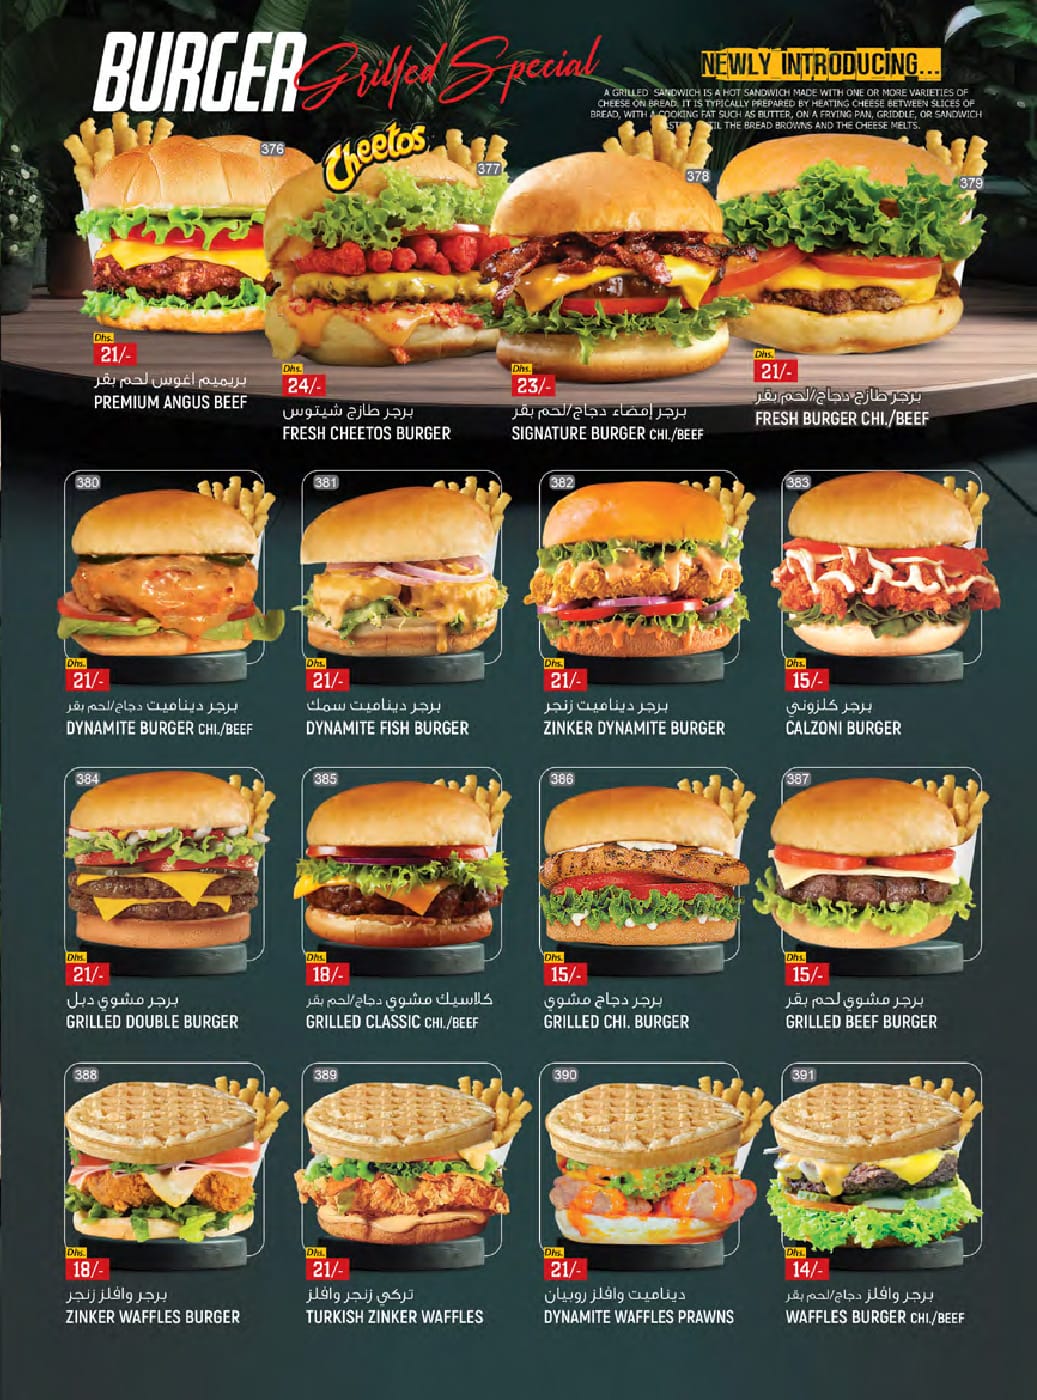 BURGER Grilled Special
NEWLY INTRODUCING...
A GRILLED SANDWICH IS A HOT SANDWICH MADE WITH ONE OR MORE VARIETIES OF
CHEESE ON BREAD. IT IS TYPICALLY PREPARED BY HEATING CHEESE BETWEEN SLICES OF
BREAD, WITH A COOKING FAT SUCH AS BUTTER, ON A FRYING PAN, GRIDDLE, OR SANDWICH
THE BREAD BROWNS AND THE CHEESE MELTS.
376
Dhs.
21/-
بريميم اغوس لحم بقر
PREMIUM ANGUS BEEF
Cheetos
377
Dhs.
24/-
برجر طازج شيتوس
FRESH CHEETOS BURGER
378
Dhs.
23/-
برجر إمضاء دجاج/لحم بقر
SIGNATURE BURGER CHI./BEEF
379
Dhs.
21/-
برجر طازج دجاج/لحم بقر
FRESH BURGER CHI./BEEF
380
Dhs.
21/-
برجر ديناميت دجاج/لحم بقر
DYNAMITE BURGER CHI./BEEF
381
Dhs.
21/-
برجر ديناميت سمك
DYNAMITE FISH BURGER
382
Dhs.
21/-
برجر ديناميت زنجر
ZINKER DYNAMITE BURGER
383
Dhs.
15/-
برجر كلزوني
CALZONI BURGER
384
Dhs.
21/-
برجر مشوي دبل
GRILLED DOUBLE BURGER
385
Dhs.
18/-
كلاسيك مشوي دجاج/لحم بقر
GRILLED CLASSIC CHI./BEEF
386
Dhs.
15/-
برجر دجاج مشوي
GRILLED CHI. BURGER
387
Dhs.
15/-
برجر مشوي لحم بقر
GRILLED BEEF BURGER
388
Dhs.
18/-
برجر وافلز زنجر
ZINKER WAFFLES BURGER
389
Dhs.
21/-
تركي زنجر وافلز
TURKISH ZINKER WAFFLES
390
Dhs.
21/-
ديناميت وافلز روبيان
DYNAMITE WAFFLES PRAWNS
391
Dhs.
14/-
برجر وافلز دجاج/لحم بقر
WAFFLES BURGER CHI./BEEF